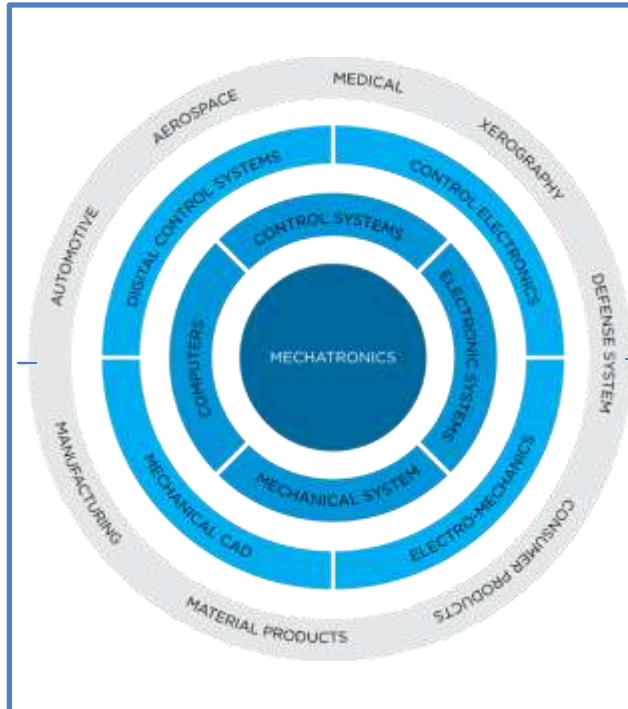 MEDICAL
XEROGRAPHY
DEFENSE SYSTEM
CONSUMER PRODUCTS
MATERIAL PRODUCTS
MANUFACTURING
AUTOMOTIVE
AEROSPACE
DIGITAL CONTROL SYSTEMS
CONTROL ELECTRONICS
ELECTRO-MECHANICS
MECHANICAL CAD
CONTROL SYSTEMS
ELECTRONIC SYSTEMS
MECHANICAL SYSTEM
COMPUTERS
MECHATRONICS